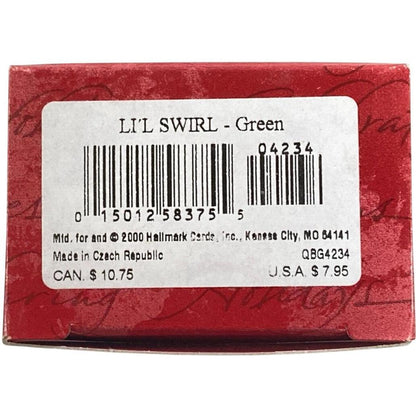 LI'L SWIRL - Green
04234
0 15012 58375 5
Mfd. for and © 2000 Hallmark Cards, Inc., Kansas City, MO 64141
Made in Czech Republic QBG4234
CAN. $ 10.75 U.S.A. $ 7.95
Holidays